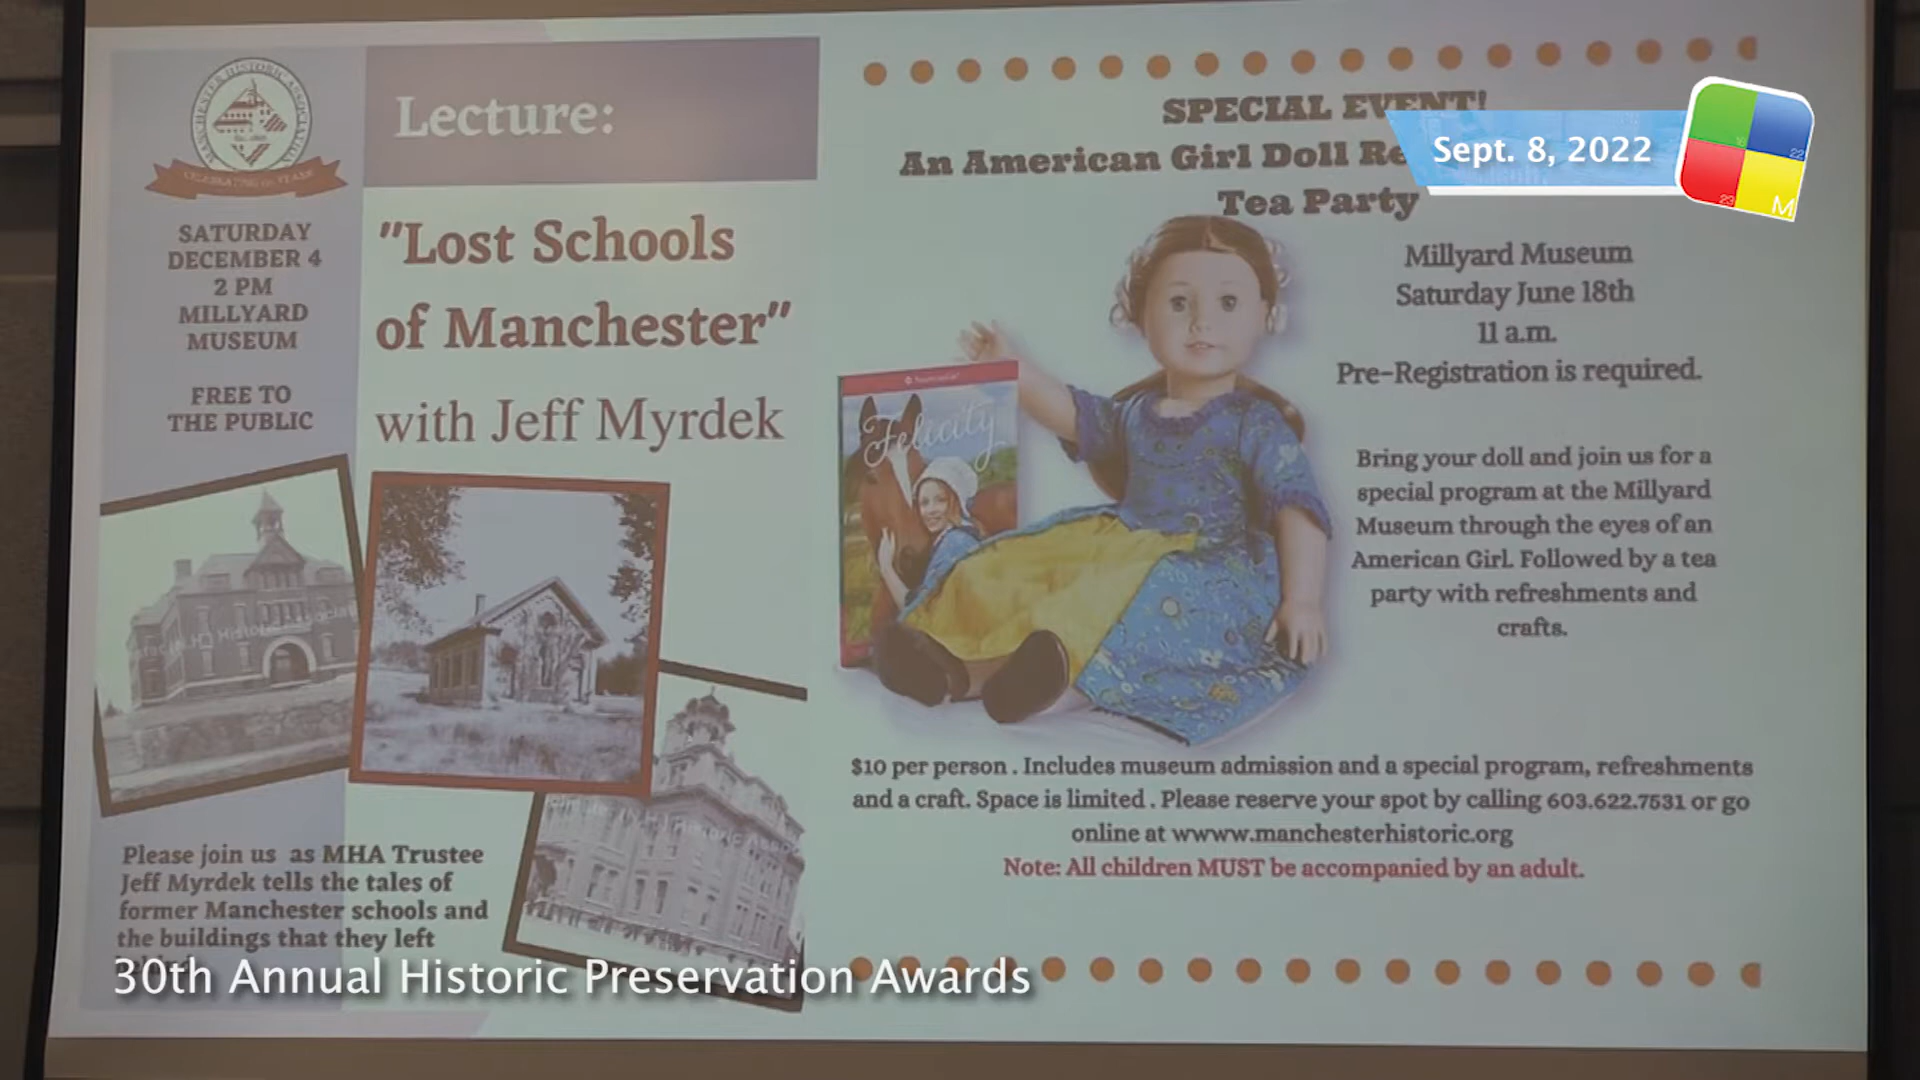 MANCHESTER HISTORIC ASSOCIATION
SATURDAY
DECEMBER 4
2 PM
MILLYARD
MUSEUM
FREE TO
THE PUBLIC
Lecture:
"Lost Schools
of Manchester"
with Jeff Myrdek
Please join us as MHA Trustee
Jeff Myrdek tells the tales of
former Manchester schools and
the buildings that they left
SPECIAL EVENT!
An American Girl Doll
Tea Party
Millyard Museum
Saturday June 18th
11 a.m.
Pre-Registration is required.
Felicity
Bring your doll and join us for a
special program at the Millyard
Museum through the eyes of an
American Girl. Followed by a tea
party with refreshments and
crafts.
$10 per person . Includes museum admission and a special program, refreshments
and a craft. Space is limited . Please reserve your spot by calling 603.622.7531 or go
online at wwww.manchesterhistoric.org
Note: All children MUST be accompanied by an adult.
Sept. 8, 2022
16
22
23
M
30th Annual Historic Preservation Awards